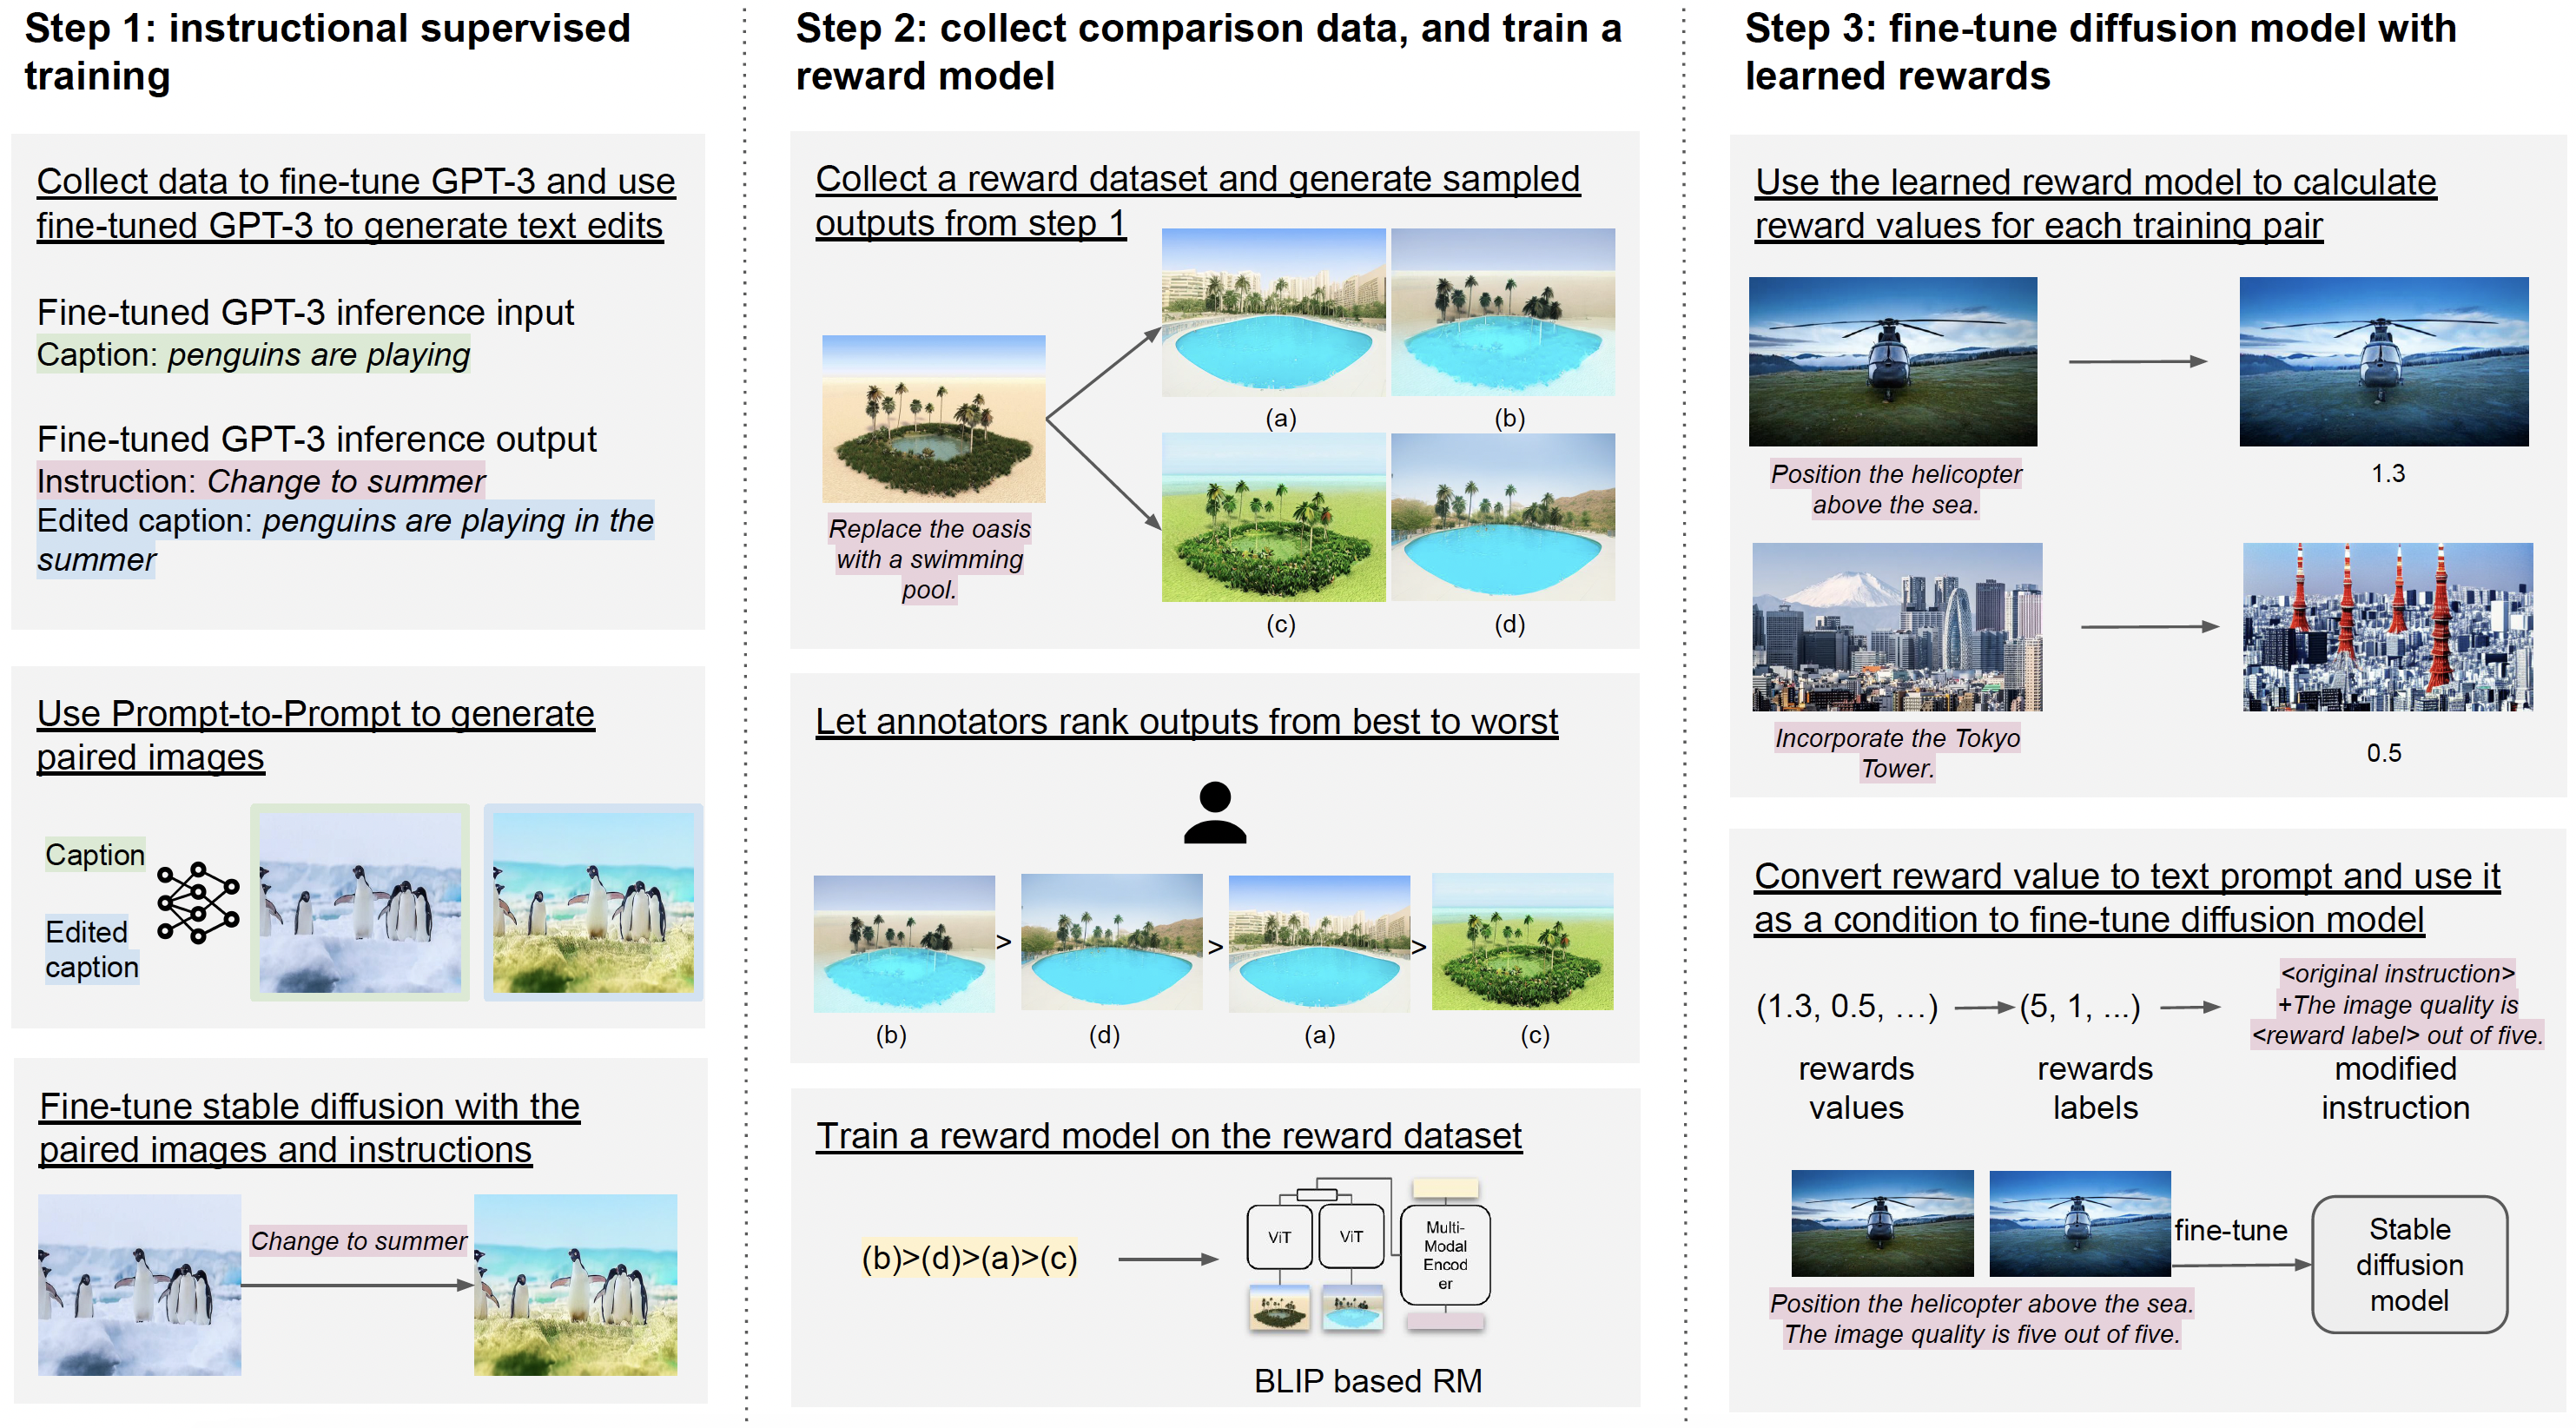 Step 1: instructional supervised
training
Collect data to fine-tune GPT-3 and use
fine-tuned GPT-3 to generate text edits
Fine-tuned GPT-3 inference input
Caption: penguins are playing
Fine-tuned GPT-3 inference output
Instruction: Change to summer
Edited caption: penguins are playing in the
summer
Use Prompt-to-Prompt to generate
paired images
Caption
Edited
caption
Fine-tune stable diffusion with the
paired images and instructions
Change to summer
Step 2: collect comparison data, and train a
reward model
Collect a reward dataset and generate sampled
outputs from step 1
(a)
(b)
Replace the oasis
with a swimming
pool.
(c)
(d)
Let annotators rank outputs from best to worst
>
>
>
(b)
(d)
(a)
(c)
Train a reward model on the reward dataset
(b)>(d)>(a)>(c)
ViT
ViT
Multi-
Modal
Encod
er
BLIP based RM
Step 3: fine-tune diffusion model with
learned rewards
Use the learned reward model to calculate
reward values for each training pair
Position the helicopter
above the sea.
1.3
Incorporate the Tokyo
Tower.
0.5
Convert reward value to text prompt and use it
as a condition to fine-tune diffusion model
(1.3, 0.5, …)
(5, 1, ...)
<original instruction>
+The image quality is
<reward label> out of five.
rewards
values
rewards
labels
modified
instruction
fine-tune
Stable
diffusion
model
Position the helicopter above the sea.
The image quality is five out of five.